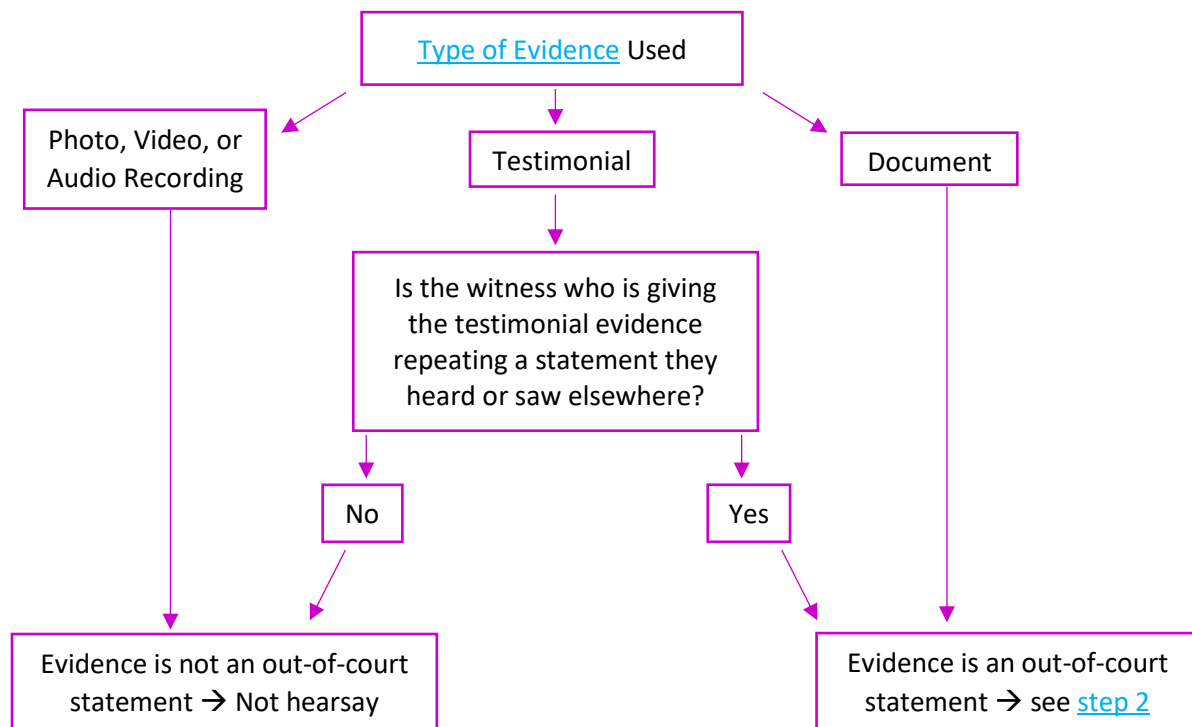 Type of Evidence Used
Photo, Video, or
Audio Recording
Testimonial
Document
Is the witness who is giving
the testimonial evidence
repeating a statement they
heard or saw elsewhere?
No
Yes
Evidence is not an out-of-court
statement → Not hearsay
Evidence is an out-of-court
statement → see step 2